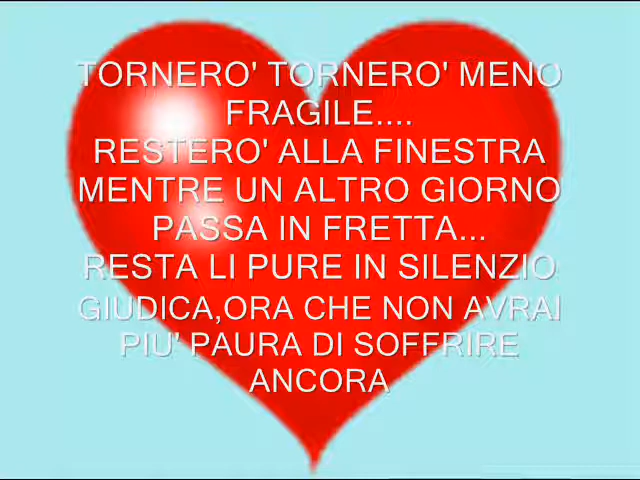 TORNERO' TORNERO' MENO
FRAGILE....
RESTERO' ALLA FINESTRA
MENTRE UN ALTRO GIORNO
PASSA IN FRETTA...
RESTA LI PURE IN SILENZIO
GIUDICA,ORA CHE NON AVRAI
PIU' PAURA DI SOFFRIRE
ANCORA